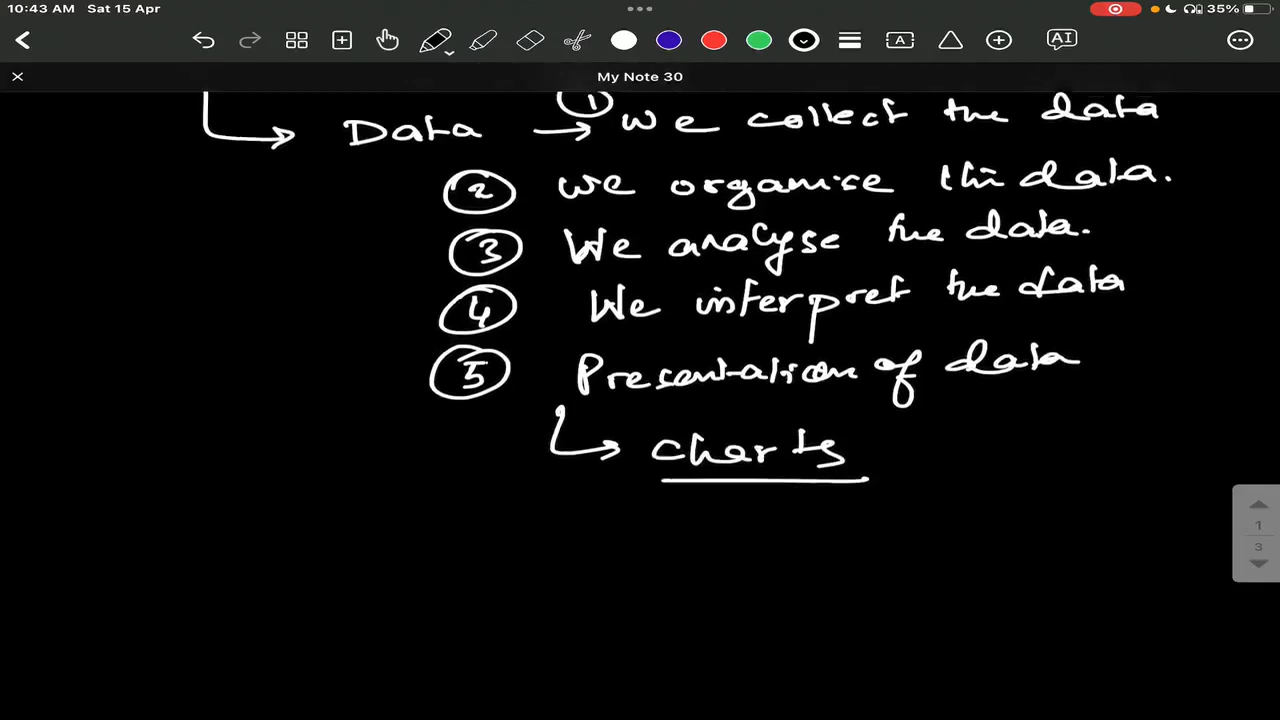 10:43 AM Sat 15 Apr 35%
A AI
My Note 30
① We collect the data
Data →
② We organise the data.
③ We analyse the data.
④ We interpret the data
⑤ Presentation of data
charts
1
3